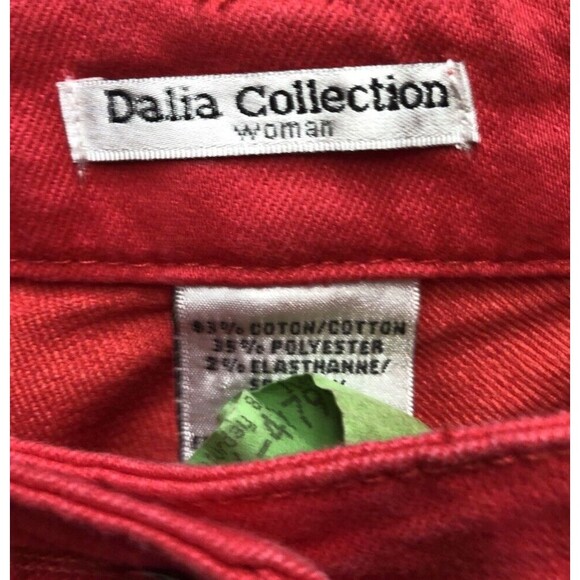 Dalia Collection
woman
63% COTON/COTTON
35% POLYESTER
2% ELASTHANNE/